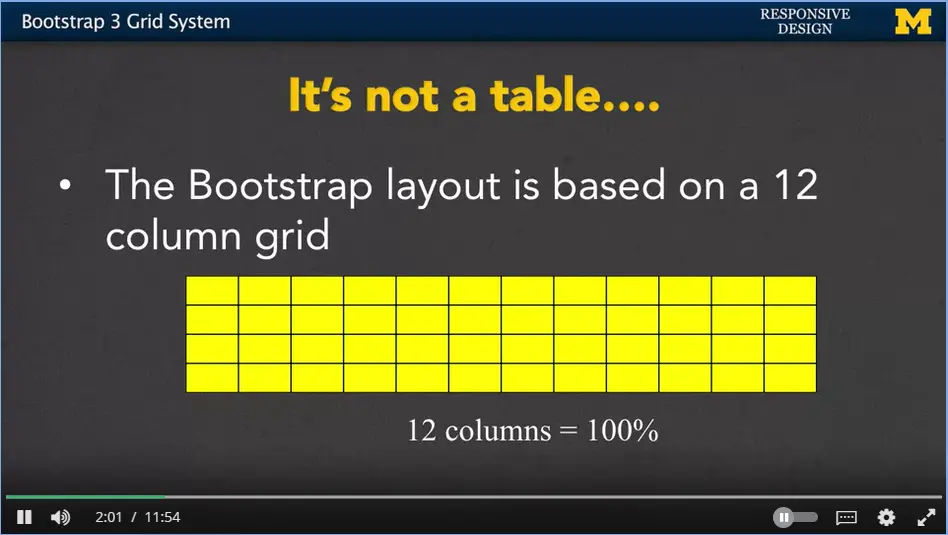 Bootstrap 3 Grid System
RESPONSIVE
DESIGN
M
It's not a table....
• The Bootstrap layout is based on a 12
column grid
12 columns = 100%
2:01 / 11:54